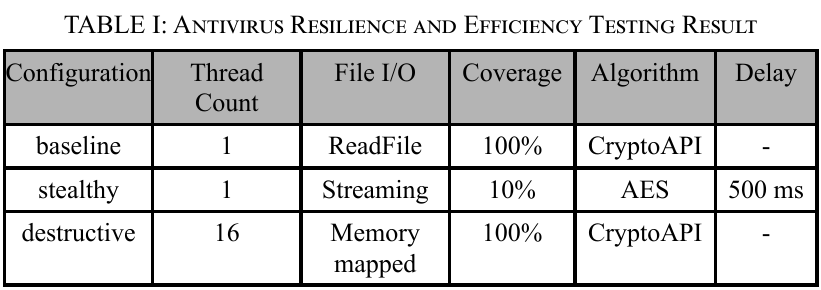 TABLE I: Antivirus Resilience and Efficiency Testing Result
Configuration Thread Count File I/O Coverage Algorithm Delay
baseline 1 ReadFile 100% CryptoAPI -
stealthy 1 Streaming 10% AES 500 ms
destructive 16 Memory mapped 100% CryptoAPI -